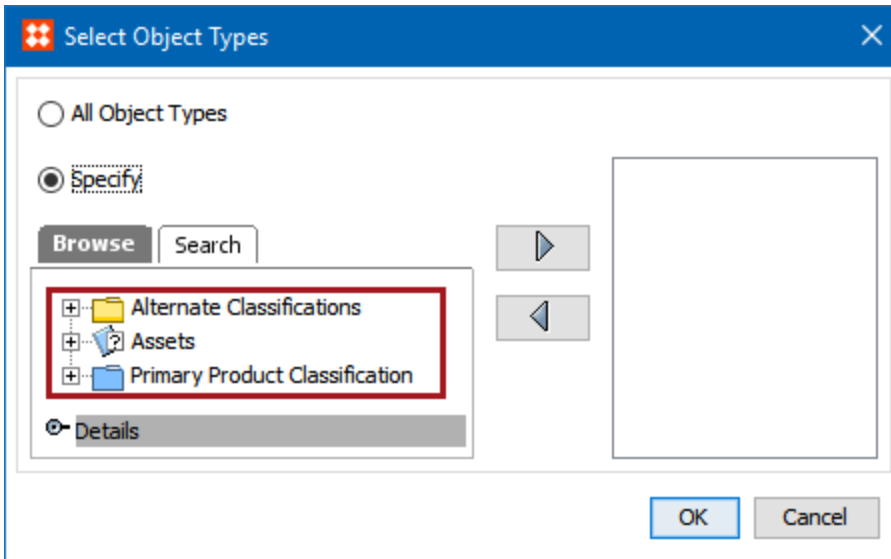 Select Object Types
All Object Types
Specify
Browse
Search
Alternate Classifications
? Assets
Primary Product Classification
Details
OK
Cancel